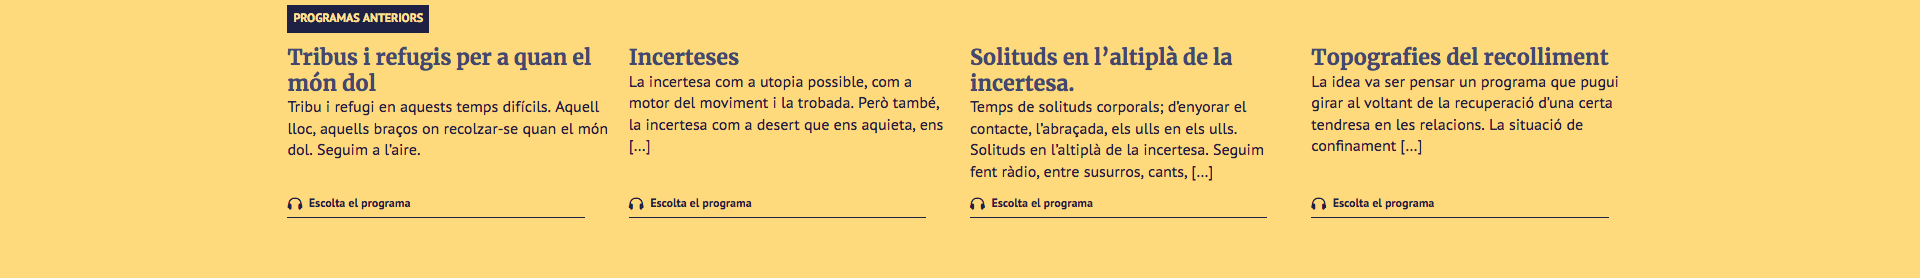 PROGRAMAS ANTERIORS
Tribus i refugis per a quan el
món dol
Tribu i refugi en aquests temps difícils. Aquell
lloc, aquells braços on recolzar-se quan el món
dol. Seguim a l’aire.
Escolta el programa
Incerteses
La incertesa com a utopia possible, com a
motor del moviment i la trobada. Però també,
la incertesa com a desert que ens aquieta, ens
[...]
Escolta el programa
Solituds en l’altiplà de la
incertesa.
Temps de solituds corporals; d’enyorar el
contacte, l’abraçada, els ulls en els ulls.
Solituds en l’altiplà de la incertesa. Seguim
fent ràdio, entre susurros, cants, [...]
Escolta el programa
Topografies del recolliment
La idea va ser pensar un programa que pugui
girar al voltant de la recuperació d’una certa
tendresa en les relacions. La situació de
confinament [...]
Escolta el programa